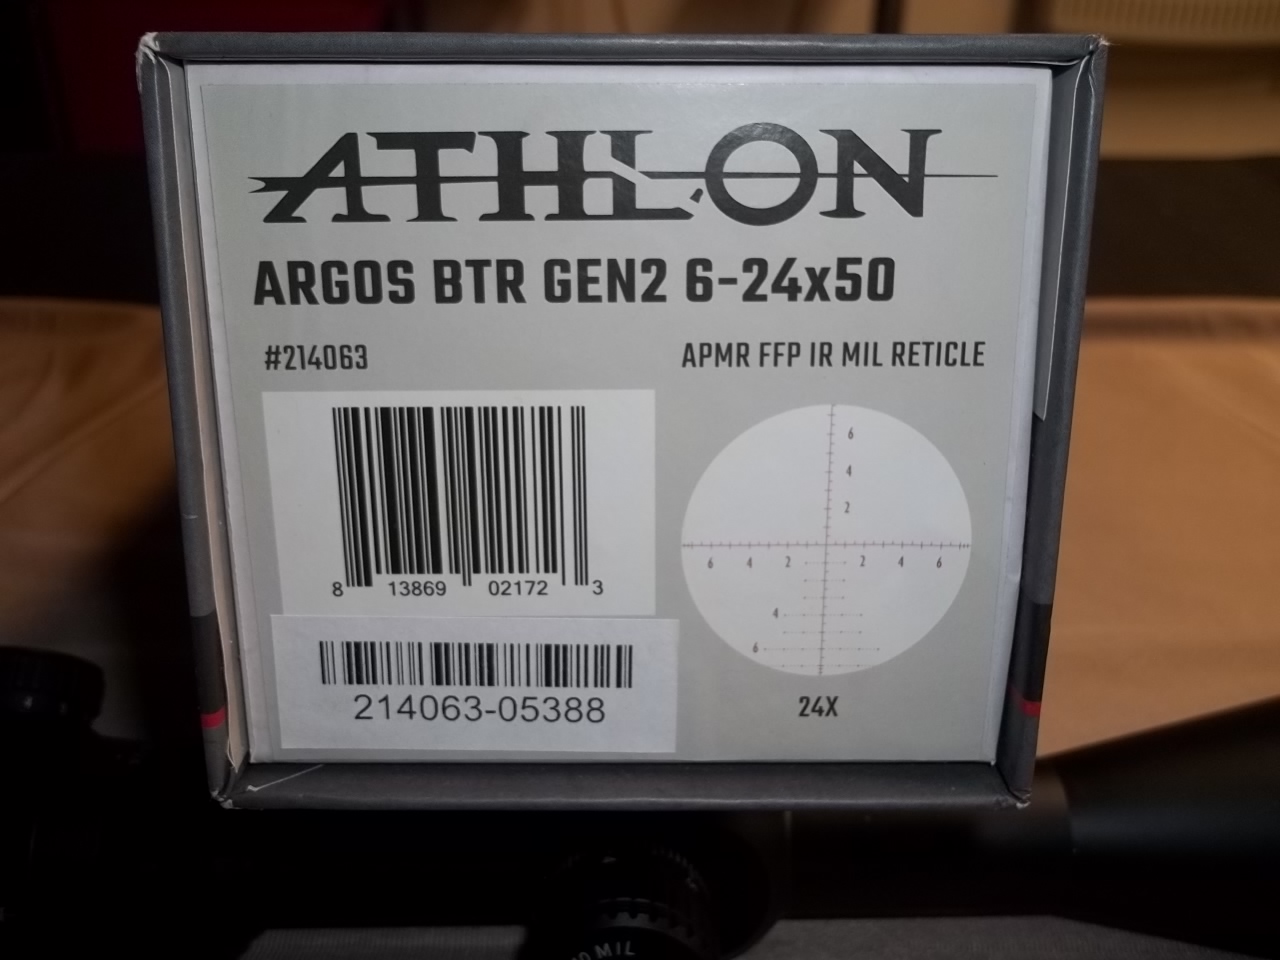 ATHLON
ARGOS BTR GEN2 6-24x50
#214063
APMR FFP IR MIL RETICLE
8 13869 02172 3
214063-05388
6
4
2
6 4 2 2 4 6
4
6
24X
MIL